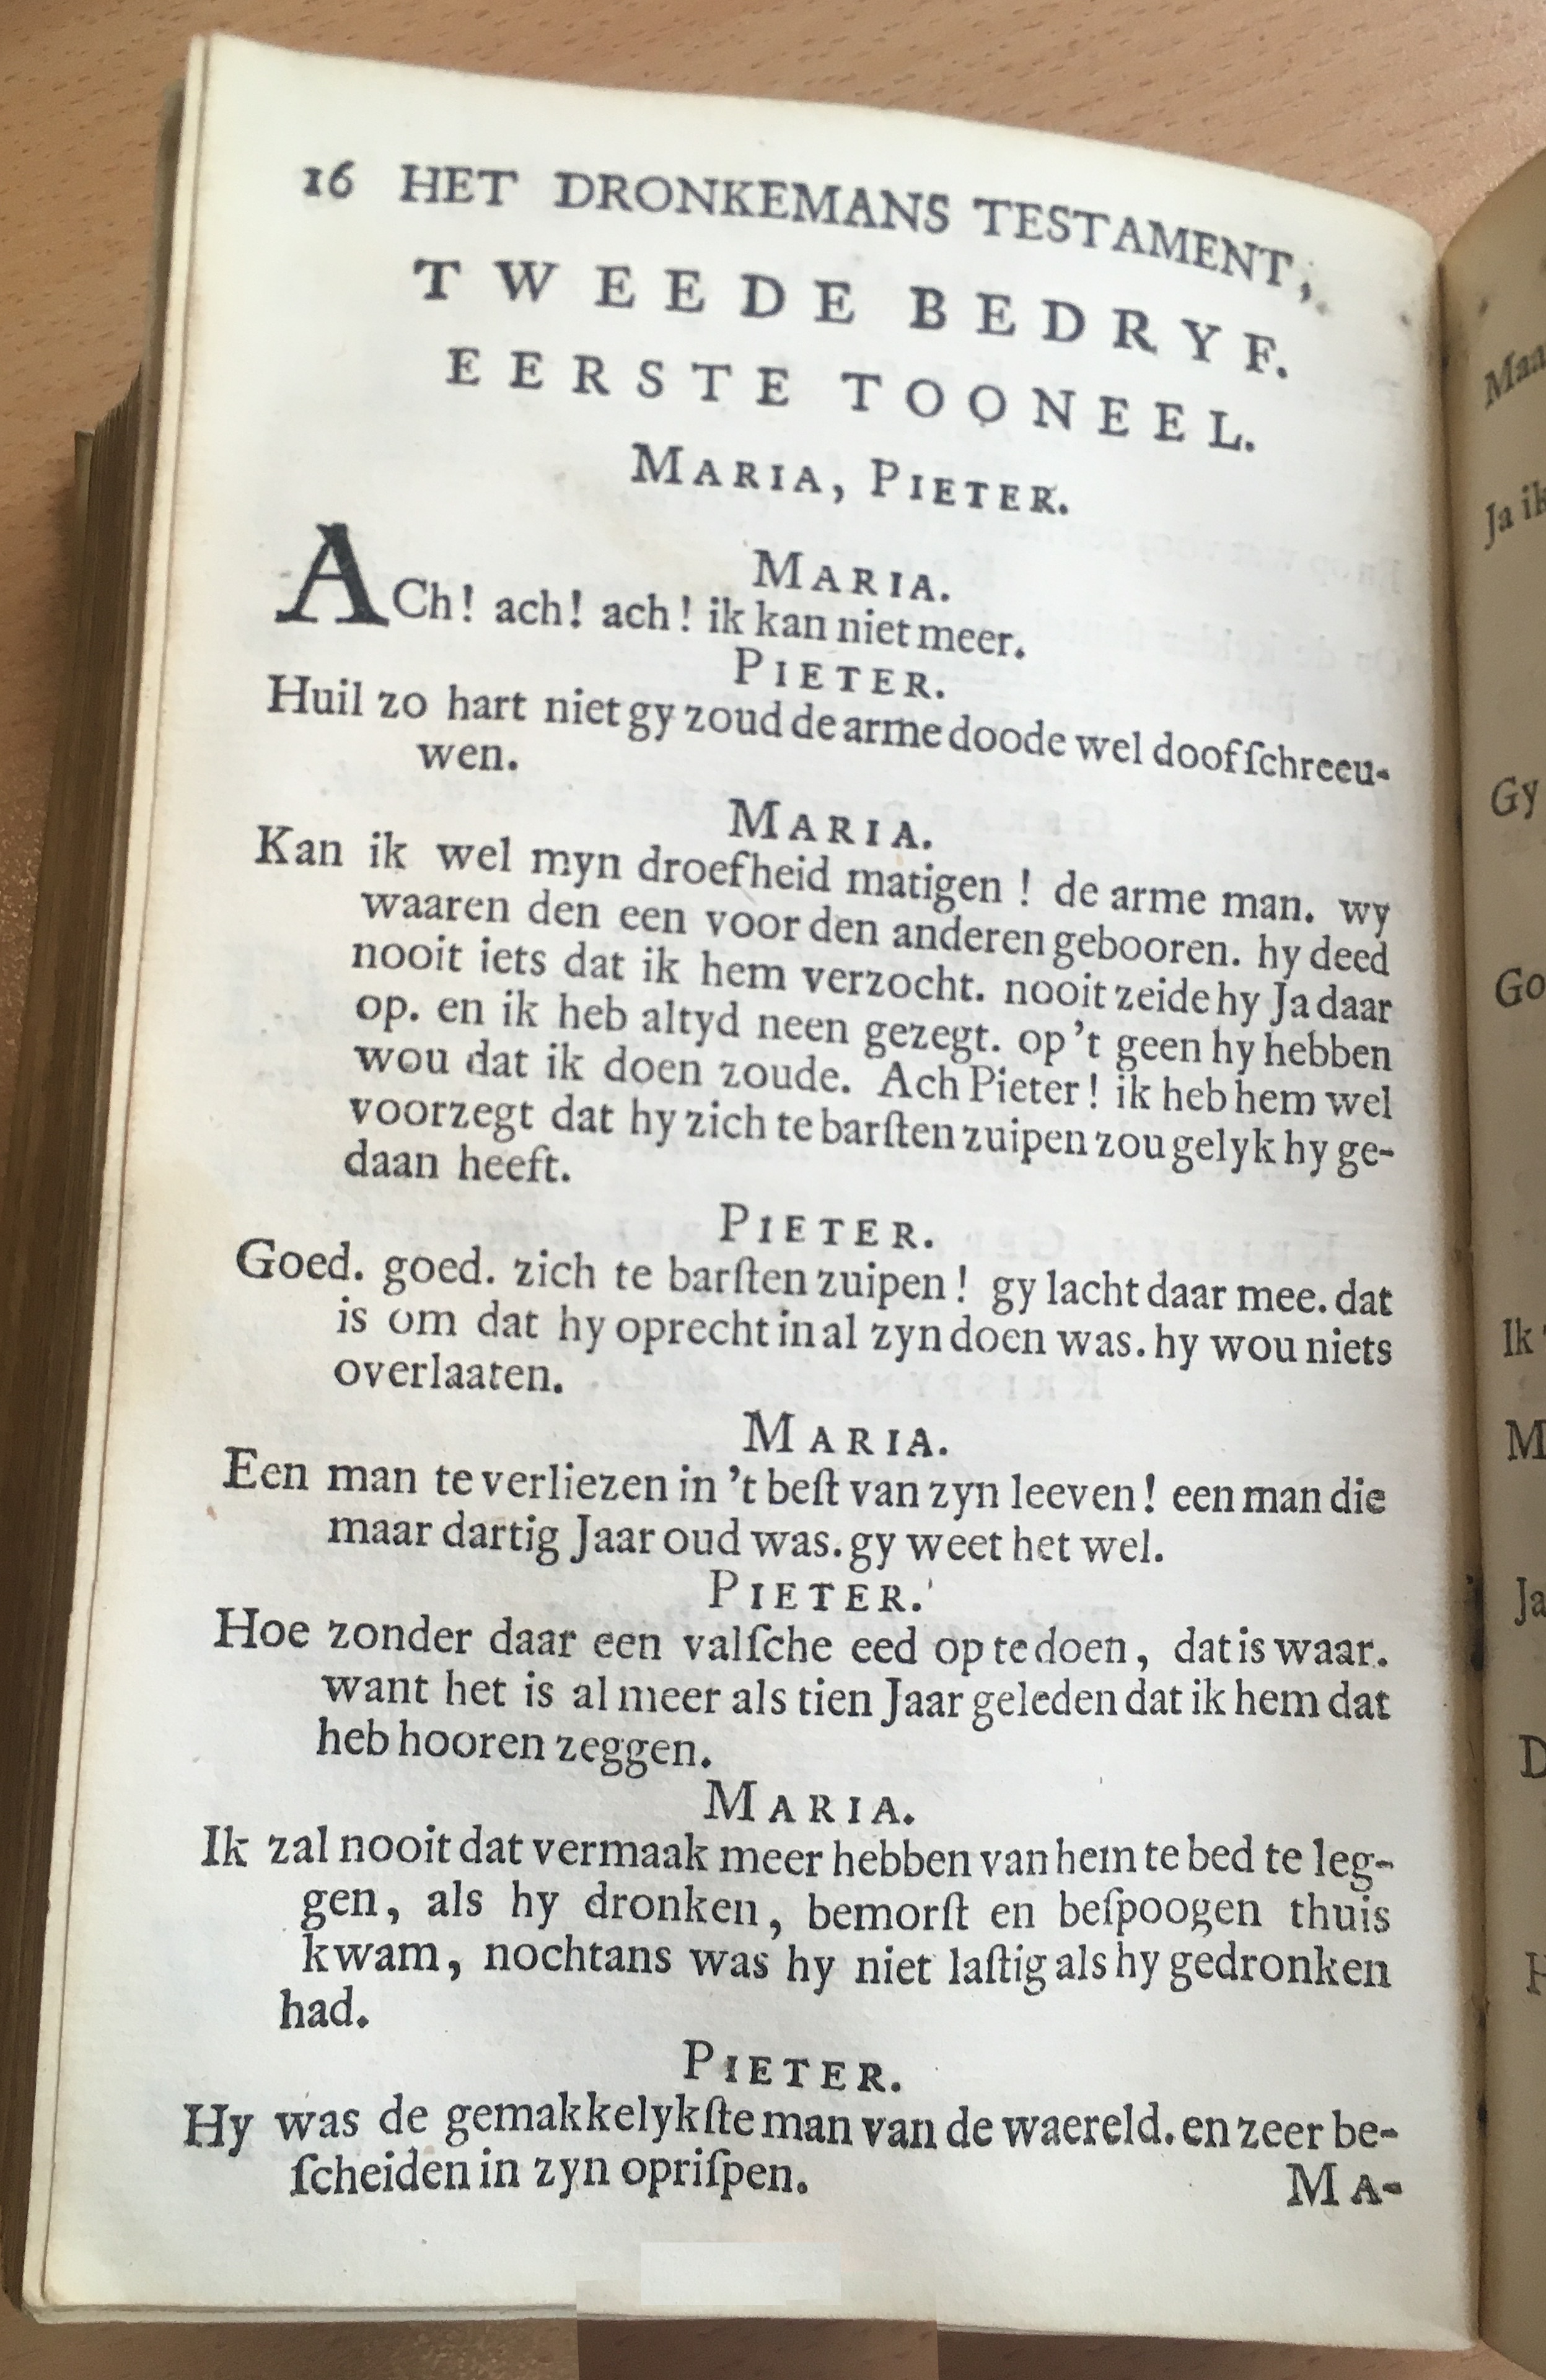 16 HET DRONKEMANS TESTAMENT,
TWEEDE BEDRYF.
EERSTE TOONEEL.
MARIA, PIETER.
MARIA.
ACh! ach! ach! ik kan niet meer.
PIETER.
Huil zo hart niet gy zoud de arme doode wel doof ſchreeu-
wen.
MARIA.
Kan ik wel myn droefheid matigen! de arme man. wy
waaren den een voor den anderen gebooren. hy deed
nooit iets dat ik hem verzocht. nooit zeide hy Ja daar
op. en ik heb altyd neen gezegt. op 't geen hy hebben
wou dat ik doen zoude. Ach Pieter! ik heb hem wel
voorzegt dat hy zich te barſten zuipen zou gelyk hy ge-
daan heeft.
PIETER.
Goed. goed. zich te barſten zuipen! gy lacht daar mee. dat
is om dat hy oprecht in al zyn doen was. hy wou niets
overlaaten.
MARIA.
Een man te verliezen in 't beſt van zyn leeven! een man die
maar dartig Jaar oud was. gy weet het wel.
PIETER.
Hoe zonder daar een valſche eed op te doen, dat is waar.
want het is al meer als tien Jaar geleden dat ik hem dat
heb hooren zeggen.
MARIA.
Ik zal nooit dat vermaak meer hebben van hem te bed te leg-
gen, als hy dronken, bemorſt en beſpoogen thuis
kwam, nochtans was hy niet laſtig als hy gedronken
had.
PIETER.
Hy was de gemakkelykſte man van de waereld. en zeer be-
ſcheiden in zyn opriſpen.
MA-
Maa
Ja ik
Gy
Go
Ik
M
Ja
D
H